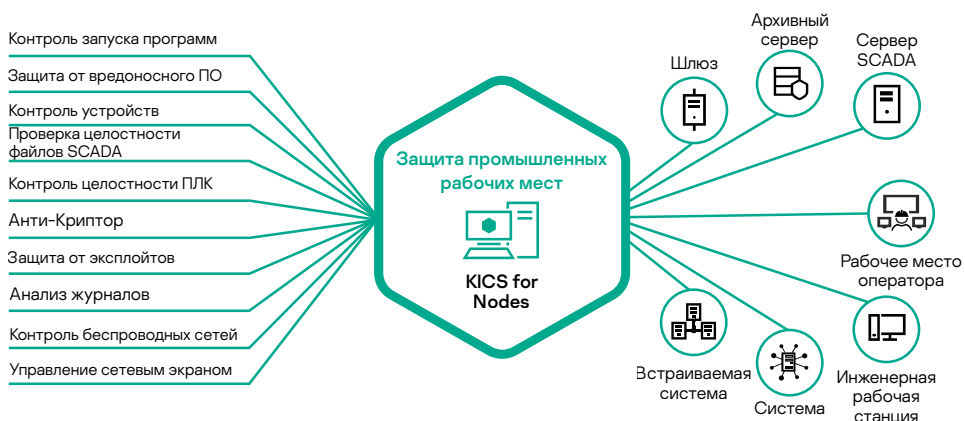 Контроль запуска программ
Защита от вредоносного ПО
Контроль устройств
Проверка целостности
файлов SCADA
Контроль целостности ПЛК
Анти-Криптор
Защита от эксплойтов
Анализ журналов
Контроль беспроводных сетей
Управление сетевым экраном
Защита промышленных
рабочих мест
KICS for
Nodes
Шлюз
Архивный
сервер
Сервер
SCADA
Рабочее место
оператора
Инженерная
рабочая
станция
Система
Встраиваемая
система